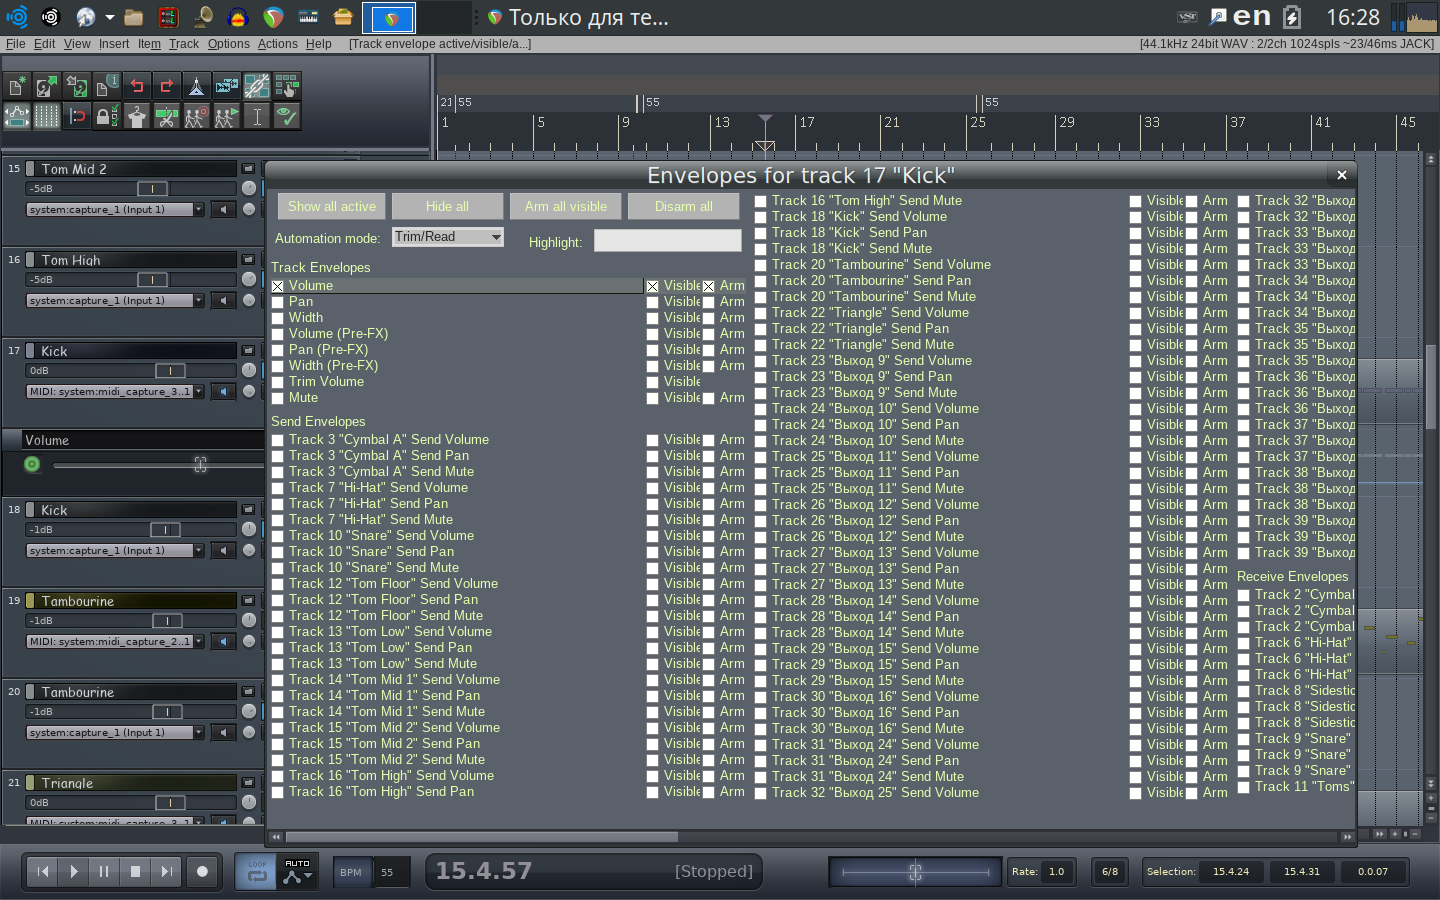 Только для те...
en
16:28
File Edit View Insert Item Track Options Actions Help [Track envelope active/visible/a...]
[44.1kHz 24bit WAV : 2/2ch 1024spls ~23/46ms JACK]
21 55 55 55
1 5 9 13 17 21 25 29 33 37 41 45
15 Tom Mid 2
-5dB
system:capture_1 (Input 1)
16 Tom High
-5dB
system:capture_1 (Input 1)
17 Kick
0dB
MIDI: system:midi_capture_3..1
Volume
18 Kick
-1dB
system:capture_1 (Input 1)
19 Tambourine
-1dB
MIDI: system:midi_capture_2..1
20 Tambourine
-1dB
system:capture_1 (Input 1)
21 Triangle
0dB
MIDI: system:midi_capture_3..1
Envelopes for track 17 "Kick"
Show all active Hide all Arm all visible Disarm all
Automation mode: Trim/Read Highlight:
Track Envelopes
Volume Visible Arm
Pan Visible Arm
Width Visible Arm
Volume (Pre-FX) Visible Arm
Pan (Pre-FX) Visible Arm
Width (Pre-FX) Visible Arm
Trim Volume Visible
Mute Visible Arm
Send Envelopes
Track 3 "Cymbal A" Send Volume Visible Arm
Track 3 "Cymbal A" Send Pan Visible Arm
Track 3 "Cymbal A" Send Mute Visible Arm
Track 7 "Hi-Hat" Send Volume Visible Arm
Track 7 "Hi-Hat" Send Pan Visible Arm
Track 7 "Hi-Hat" Send Mute Visible Arm
Track 10 "Snare" Send Volume Visible Arm
Track 10 "Snare" Send Pan Visible Arm
Track 10 "Snare" Send Mute Visible Arm
Track 12 "Tom Floor" Send Volume Visible Arm
Track 12 "Tom Floor" Send Pan Visible Arm
Track 12 "Tom Floor" Send Mute Visible Arm
Track 13 "Tom Low" Send Volume Visible Arm
Track 13 "Tom Low" Send Pan Visible Arm
Track 13 "Tom Low" Send Mute Visible Arm
Track 14 "Tom Mid 1" Send Volume Visible Arm
Track 14 "Tom Mid 1" Send Pan Visible Arm
Track 14 "Tom Mid 1" Send Mute Visible Arm
Track 15 "Tom Mid 2" Send Volume Visible Arm
Track 15 "Tom Mid 2" Send Pan Visible Arm
Track 15 "Tom Mid 2" Send Mute Visible Arm
Track 16 "Tom High" Send Volume Visible Arm
Track 16 "Tom High" Send Pan Visible Arm
Track 16 "Tom High" Send Mute Visible Arm
Track 18 "Kick" Send Volume Visible Arm
Track 18 "Kick" Send Pan Visible Arm
Track 18 "Kick" Send Mute Visible Arm
Track 20 "Tambourine" Send Volume Visible Arm
Track 20 "Tambourine" Send Pan Visible Arm
Track 20 "Tambourine" Send Mute Visible Arm
Track 22 "Triangle" Send Volume Visible Arm
Track 22 "Triangle" Send Pan Visible Arm
Track 22 "Triangle" Send Mute Visible Arm
Track 23 "Выход 9" Send Volume Visible Arm
Track 23 "Выход 9" Send Pan Visible Arm
Track 23 "Выход 9" Send Mute Visible Arm
Track 24 "Выход 10" Send Volume Visible Arm
Track 24 "Выход 10" Send Pan Visible Arm
Track 24 "Выход 10" Send Mute Visible Arm
Track 25 "Выход 11" Send Volume Visible Arm
Track 25 "Выход 11" Send Pan Visible Arm
Track 25 "Выход 11" Send Mute Visible Arm
Track 26 "Выход 12" Send Volume Visible Arm
Track 26 "Выход 12" Send Pan Visible Arm
Track 26 "Выход 12" Send Mute Visible Arm
Track 27 "Выход 13" Send Volume Visible Arm
Track 27 "Выход 13" Send Pan Visible Arm
Track 27 "Выход 13" Send Mute Visible Arm
Track 28 "Выход 14" Send Volume Visible Arm
Track 28 "Выход 14" Send Pan Visible Arm
Track 28 "Выход 14" Send Mute Visible Arm
Track 29 "Выход 15" Send Volume Visible Arm
Track 29 "Выход 15" Send Pan Visible Arm
Track 29 "Выход 15" Send Mute Visible Arm
Track 30 "Выход 16" Send Volume Visible Arm
Track 30 "Выход 16" Send Pan Visible Arm
Track 30 "Выход 16" Send Mute Visible Arm
Track 31 "Выход 24" Send Volume Visible Arm
Track 31 "Выход 24" Send Pan Visible Arm
Track 31 "Выход 24" Send Mute Visible Arm
Track 32 "Выход 25" Send Volume Visible Arm
Track 32 "Выход
Track 32 "Выход
Track 33 "Выход
Track 33 "Выход
Track 33 "Выход
Track 34 "Выход
Track 34 "Выход
Track 34 "Выход
Track 35 "Выход
Track 35 "Выход
Track 35 "Выход
Track 36 "Выход
Track 36 "Выход
Track 36 "Выход
Track 37 "Выход
Track 37 "Выход
Track 37 "Выход
Track 38 "Выход
Track 38 "Выход
Track 38 "Выход
Track 39 "Выход
Track 39 "Выход
Track 39 "Выход
Receive Envelopes
Track 2 "Cymbal
Track 2 "Cymbal
Track 2 "Cymbal
Track 6 "Hi-Hat"
Track 6 "Hi-Hat"
Track 6 "Hi-Hat"
Track 8 "Sidestic
Track 8 "Sidestic
Track 8 "Sidestic
Track 9 "Snare"
Track 9 "Snare"
Track 9 "Snare"
Track 11 "Toms"
LOOP AUTO BPM 55 15.4.57 [Stopped] Rate: 1.0 6/8 Selection: 15.4.24 15.4.31 0.0.07